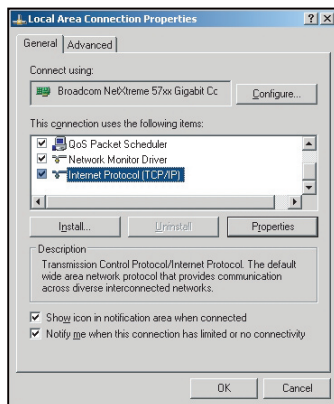 Local Area Connection Properties
General Advanced
Connect using:
Broadcom NetXtreme 57xx Gigabit Cc
Configure...
This connection uses the following items:
QoS Packet Scheduler
Network Monitor Driver
Internet Protocol (TCP/IP)
Install... Uninstall Properties
Description
Transmission Control Protocol/Internet Protocol. The default
wide area network protocol that provides communication
across diverse interconnected networks.
Show icon in notification area when connected
Notify me when this connection has limited or no connectivity
OK Cancel